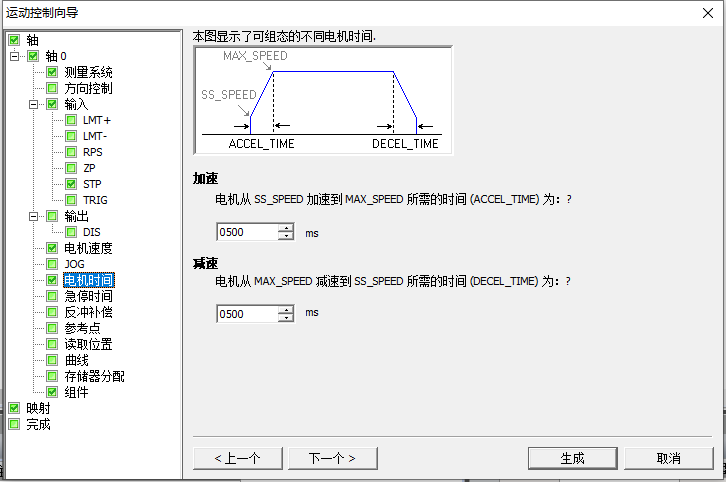 运动控制向导
轴
轴 0
测量系统
方向控制
输入
LMT+
LMT-
RPS
ZP
STP
TRIG
输出
DIS
电机速度
JOG
电机时间
急停时间
反冲补偿
参考点
读取位置
曲线
存储器分配
组件
映射
完成
本图显示了可组态的不同电机时间.
MAX_SPEED
SS_SPEED
ACCEL_TIME DECEL_TIME
加速
电机从 SS_SPEED 加速到 MAX_SPEED 所需的时间 (ACCEL_TIME) 为：?
0500 ms
减速
电机从 MAX_SPEED 减速到 SS_SPEED 所需的时间 (DECEL_TIME) 为：?
0500 ms
< 上一个 下一个 > 生成 取消